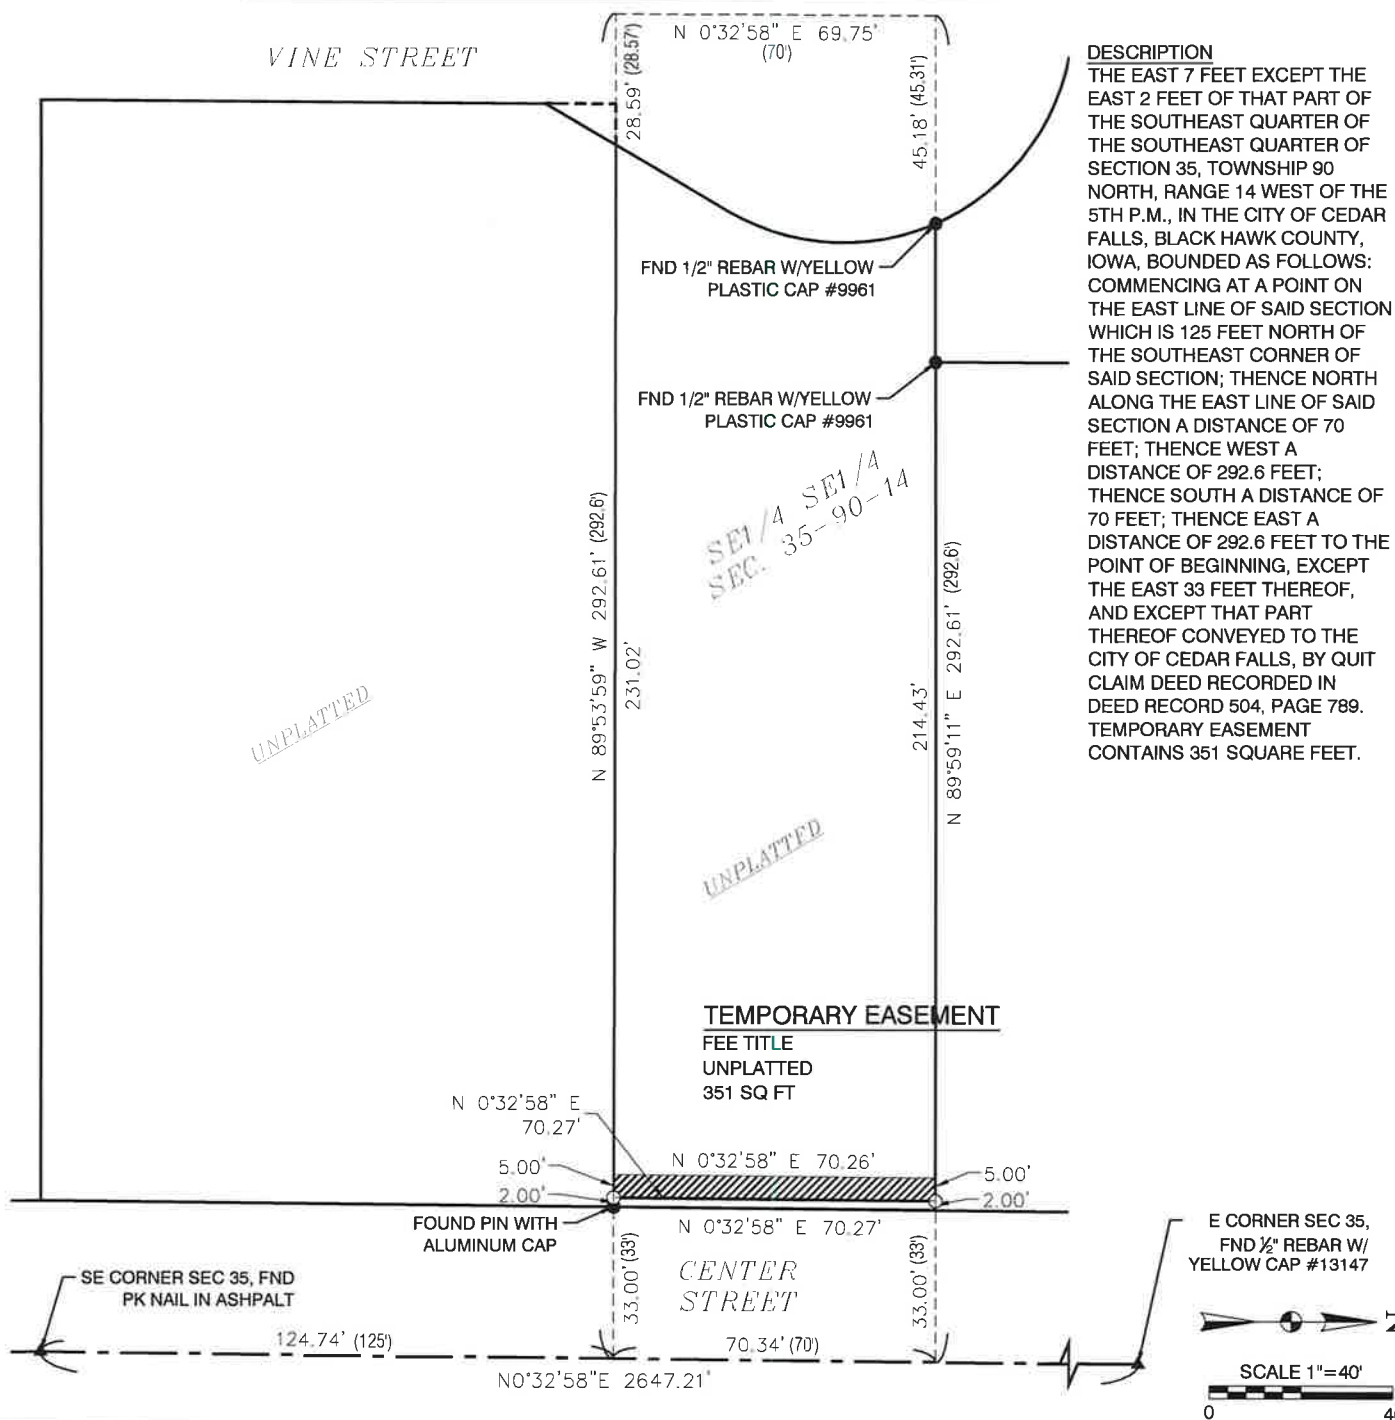 VINE STREET
N 0°32'58" E 69.75'
(70')
28.59' (28.57')
45.18' (45.31')
DESCRIPTION
THE EAST 7 FEET EXCEPT THE
EAST 2 FEET OF THAT PART OF
THE SOUTHEAST QUARTER OF
THE SOUTHEAST QUARTER OF
SECTION 35, TOWNSHIP 90
NORTH, RANGE 14 WEST OF THE
5TH P.M., IN THE CITY OF CEDAR
FALLS, BLACK HAWK COUNTY,
IOWA, BOUNDED AS FOLLOWS:
COMMENCING AT A POINT ON
THE EAST LINE OF SAID SECTION
WHICH IS 125 FEET NORTH OF
THE SOUTHEAST CORNER OF
SAID SECTION; THENCE NORTH
ALONG THE EAST LINE OF SAID
SECTION A DISTANCE OF 70
FEET; THENCE WEST A
DISTANCE OF 292.6 FEET;
THENCE SOUTH A DISTANCE OF
70 FEET; THENCE EAST A
DISTANCE OF 292.6 FEET TO THE
POINT OF BEGINNING, EXCEPT
THE EAST 33 FEET THEREOF,
AND EXCEPT THAT PART
THEREOF CONVEYED TO THE
CITY OF CEDAR FALLS, BY QUIT
CLAIM DEED RECORDED IN
DEED RECORD 504, PAGE 789.
TEMPORARY EASEMENT
CONTAINS 351 SQUARE FEET.
FND 1/2" REBAR W/YELLOW
PLASTIC CAP #9961
FND 1/2" REBAR W/YELLOW
PLASTIC CAP #9961
SE1/4 SE1/4
SEC. 35-90-14
N 89°53'59" W 292.61' (292.6')
231.02'
214.43'
N 89°59'11" E 292.61' (292.6')
UNPLATTED
UNPLATTED
TEMPORARY EASEMENT
FEE TITLE
UNPLATTED
351 SQ FT
N 0°32'58" E
70.27'
N 0°32'58" E 70.26'
5.00'
5.00'
2.00'
2.00'
FOUND PIN WITH
ALUMINUM CAP
N 0°32'58" E 70.27'
33.00' (33')
33.00' (33')
CENTER
STREET
E CORNER SEC 35,
FND ½" REBAR W/
YELLOW CAP #13147
SE CORNER SEC 35, FND
PK NAIL IN ASHPALT
124.74' (125')
70.34' (70')
N0°32'58"E 2647.21'
SCALE 1"=40'
0